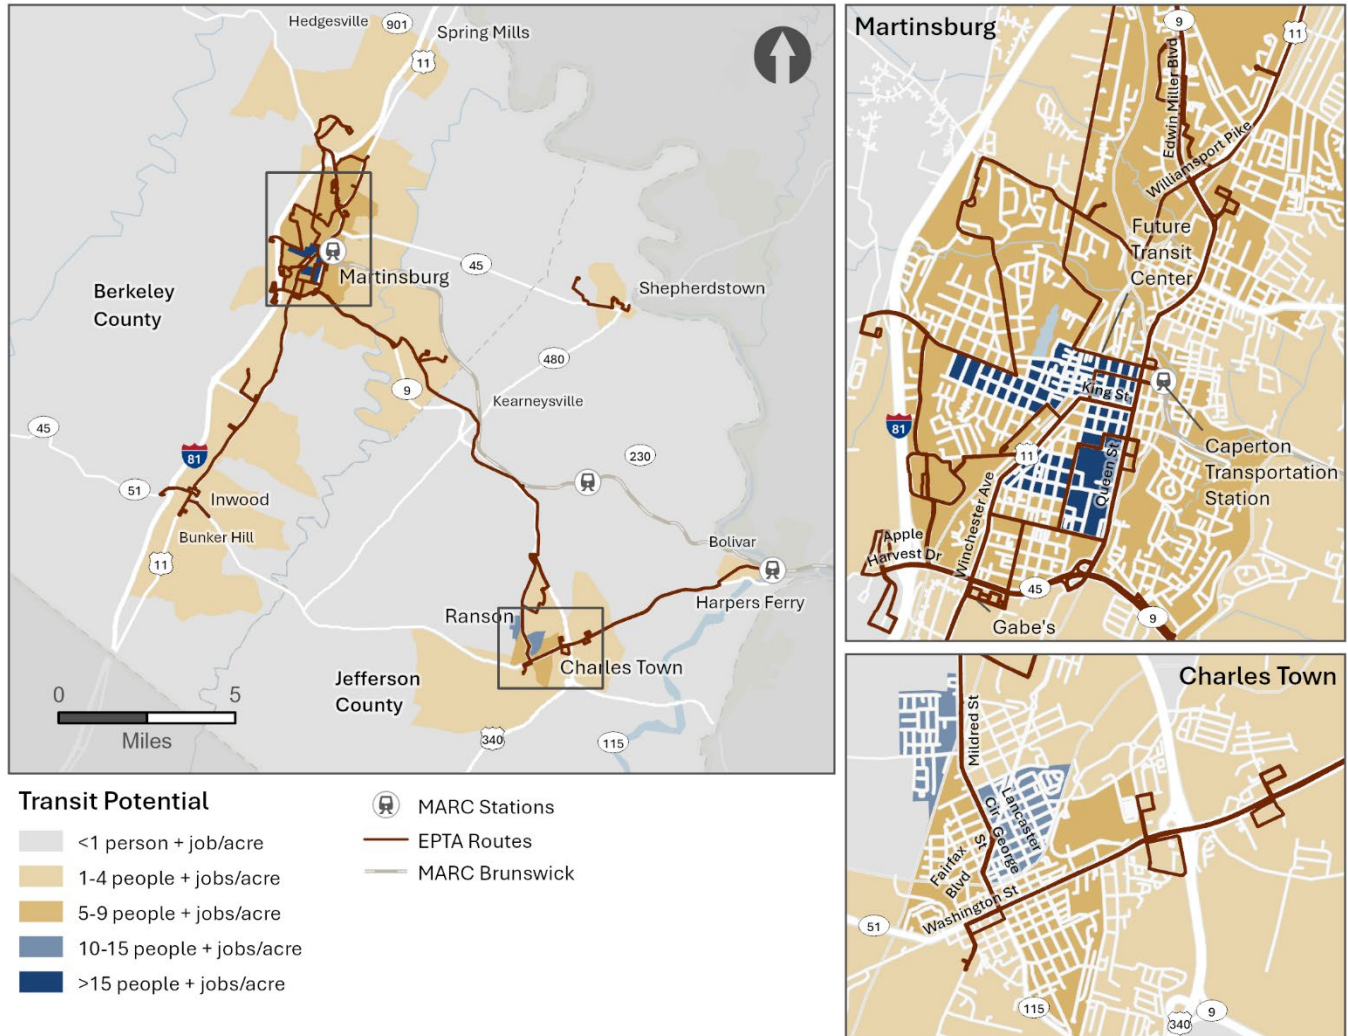 Hedgesville
901
Spring Mills
11
Martinsburg
45
Shepherdstown
Berkeley
County
480
9
Kearneysville
45
81
230
51
Inwood
Bunker Hill
11
Bolivar
Harpers Ferry
Ranson
Charles Town
Jefferson
County
0
5
Miles
340
115
Martinsburg
9
11
Edwin Miller Blvd
Williamsport Pike
Future
Transit
Center
King St
81
11
Queen St
Caperton
Transportation
Station
Winchester Ave
Apple
Harvest Dr
45
9
Gabe's
Charles Town
Mildred St
Lancaster
Cir
George
St
Fairfax
Blvd
Washington St
51
115
340
9
Transit Potential
<1 person + job/acre
1-4 people + jobs/acre
5-9 people + jobs/acre
10-15 people + jobs/acre
>15 people + jobs/acre
MARC Stations
EPTA Routes
MARC Brunswick